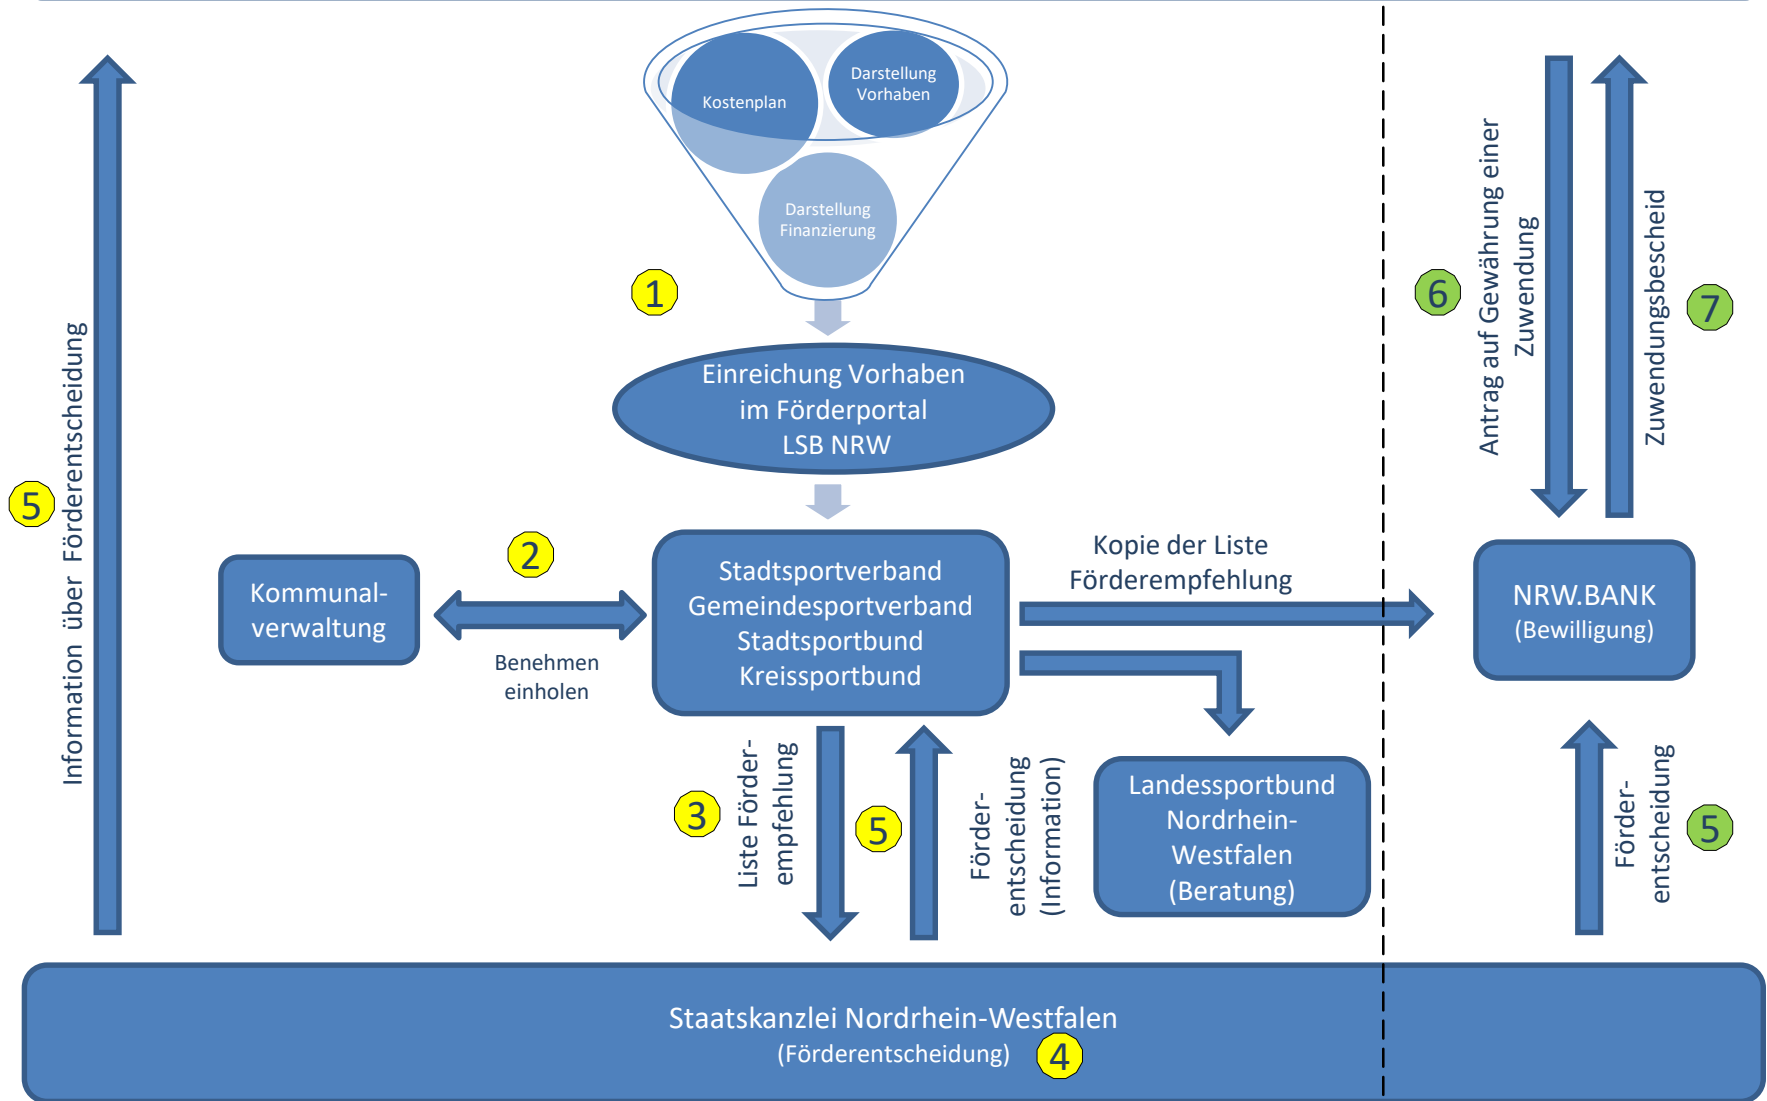 Kostenplan
Darstellung
Vorhaben
Darstellung
Finanzierung
1
Einreichung Vorhaben
im Förderportal
LSB NRW
5
Information über Förderentscheidung
Kommunal-
verwaltung
2
Benehmen
einholen
Stadtsportverband
Gemeindesportverband
Stadtsportbund
Kreissportbund
Kopie der Liste
Förderempfehlung
6
Antrag auf Gewährung einer
Zuwendung
Zuwendungsbescheid
7
NRW.BANK
(Bewilligung)
3
Liste Förder-
empfehlung
5
Förder-
entscheidung
(Information)
Landessportbund
Nordrhein-
Westfalen
(Beratung)
Förder-
entscheidung
5
Staatskanzlei Nordrhein-Westfalen
(Förderentscheidung)
4